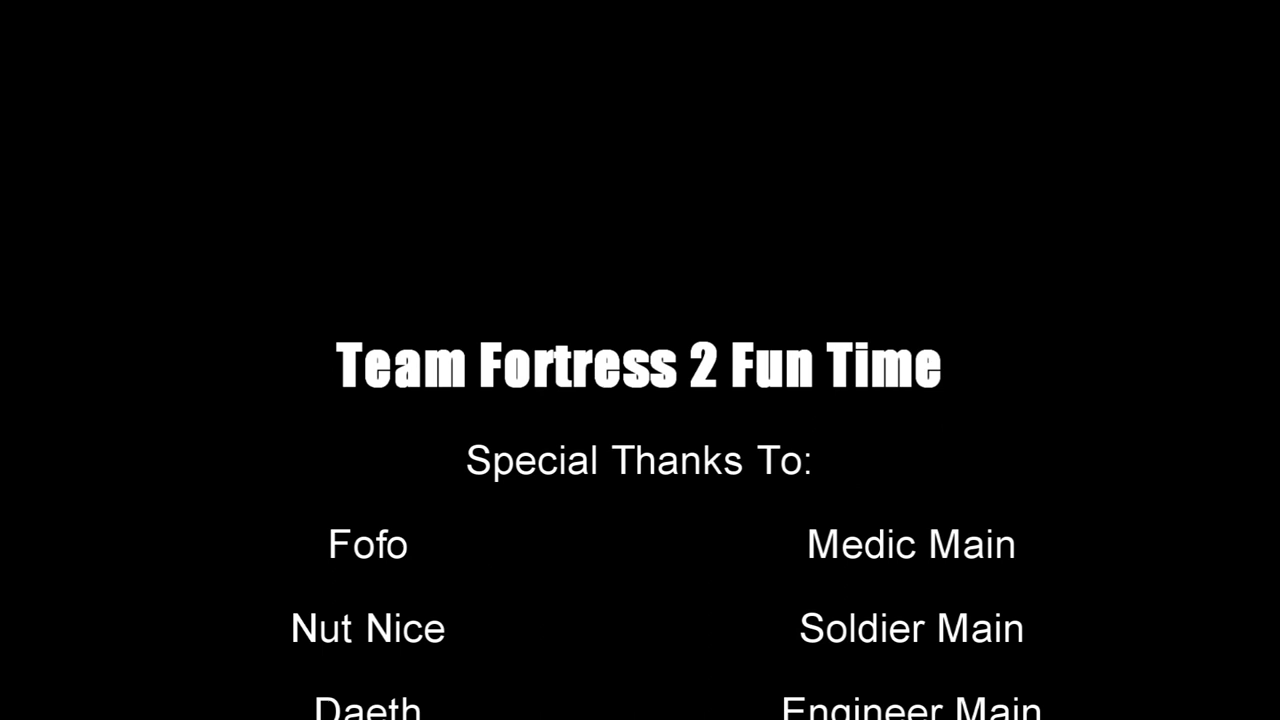 Team Fortress 2 Fun Time
Special Thanks To:
Fofo Medic Main
Nut Nice Soldier Main
Daeth Engineer Main